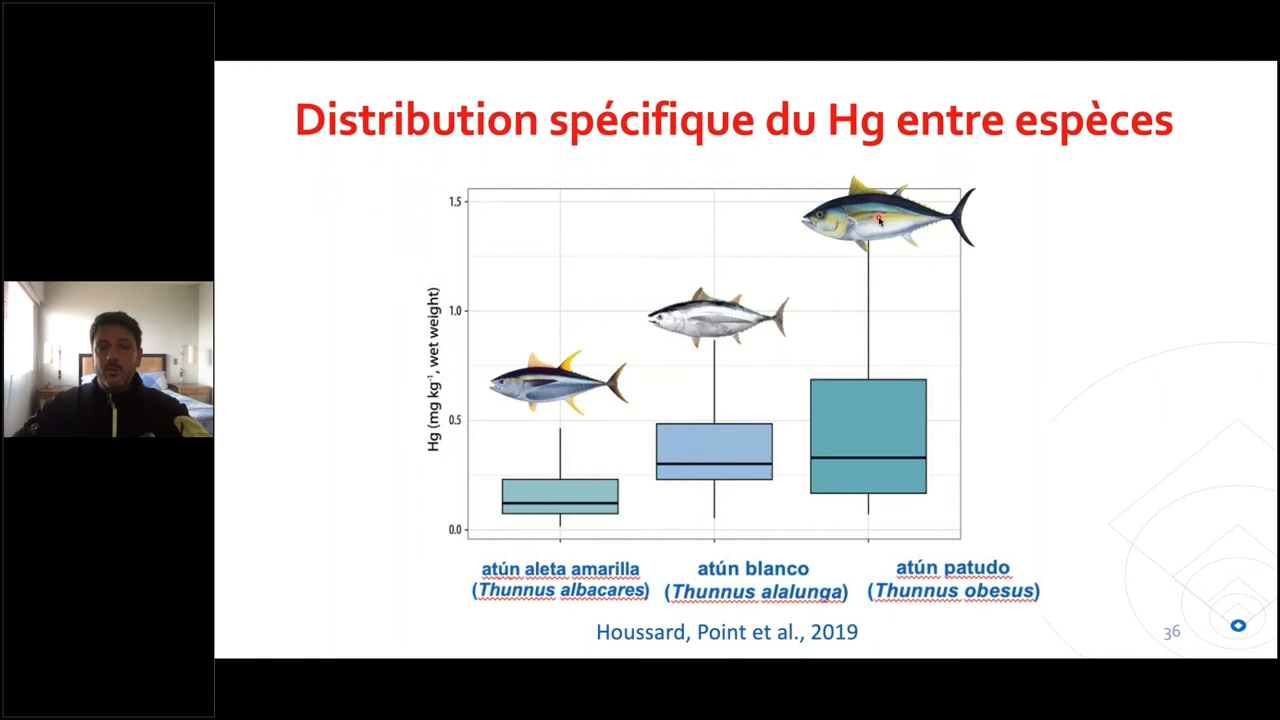 Distribution spécifique du Hg entre espèces
1.5
1.0
0.5
0.0
Hg (mg kg⁻¹, wet weight)
atún aleta amarilla
(Thunnus albacares)
atún blanco
(Thunnus alalunga)
atún patudo
(Thunnus obesus)
Houssard, Point et al., 2019
36